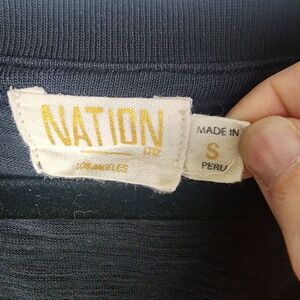 NATION
LTD
LOS ANGELES
MADE IN
S
PERU